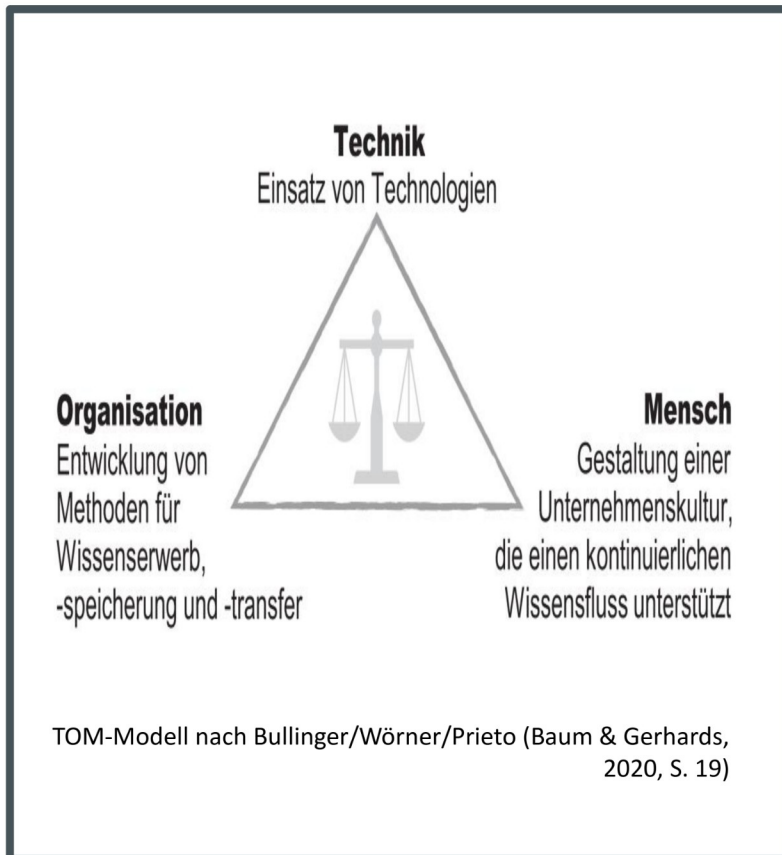 Technik
Einsatz von Technologien
Organisation
Entwicklung von
Methoden für
Wissenserwerb,
-speicherung und -transfer
Mensch
Gestaltung einer
Unternehmenskultur,
die einen kontinuierlichen
Wissensfluss unterstützt
TOM-Modell nach Bullinger/Wörner/Prieto (Baum & Gerhards,
2020, S. 19)